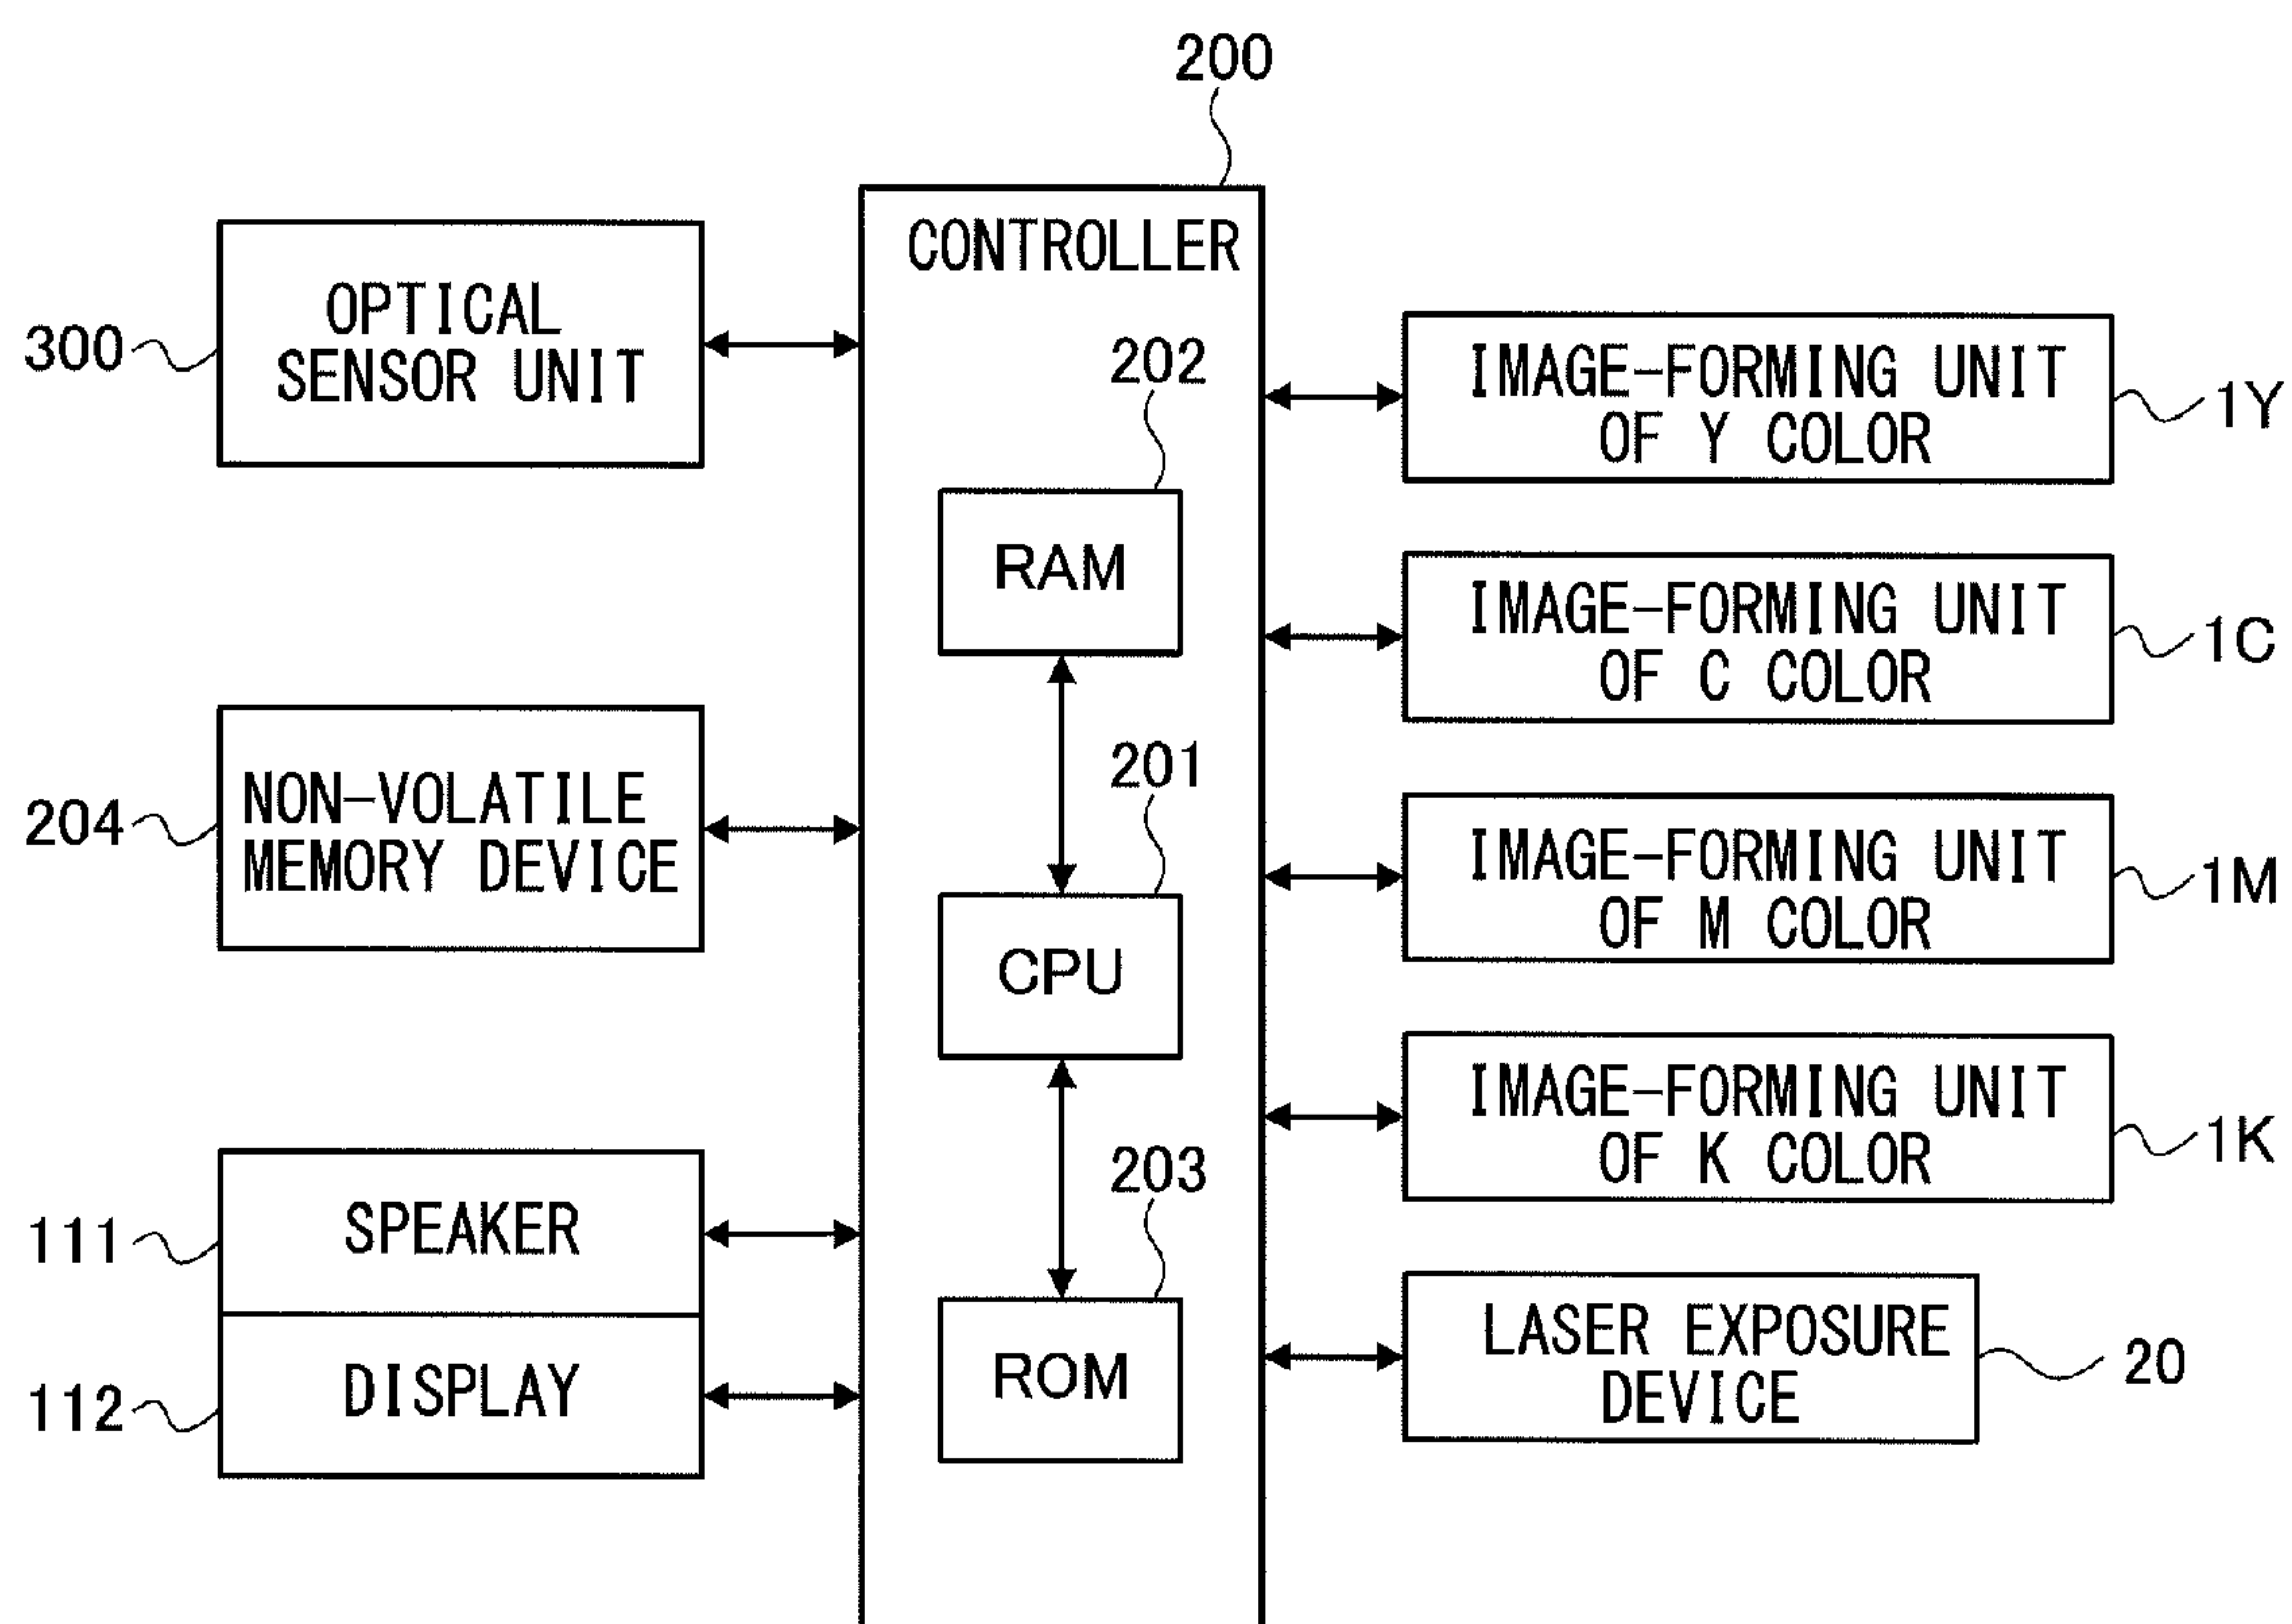 200
CONTROLLER
300
OPTICAL
SENSOR UNIT
204
NON-VOLATILE
MEMORY DEVICE
111
SPEAKER
112
DISPLAY
202
RAM
201
CPU
203
ROM
IMAGE-FORMING UNIT
OF Y COLOR
1Y
IMAGE-FORMING UNIT
OF C COLOR
1C
IMAGE-FORMING UNIT
OF M COLOR
1M
IMAGE-FORMING UNIT
OF K COLOR
1K
LASER EXPOSURE
DEVICE
20